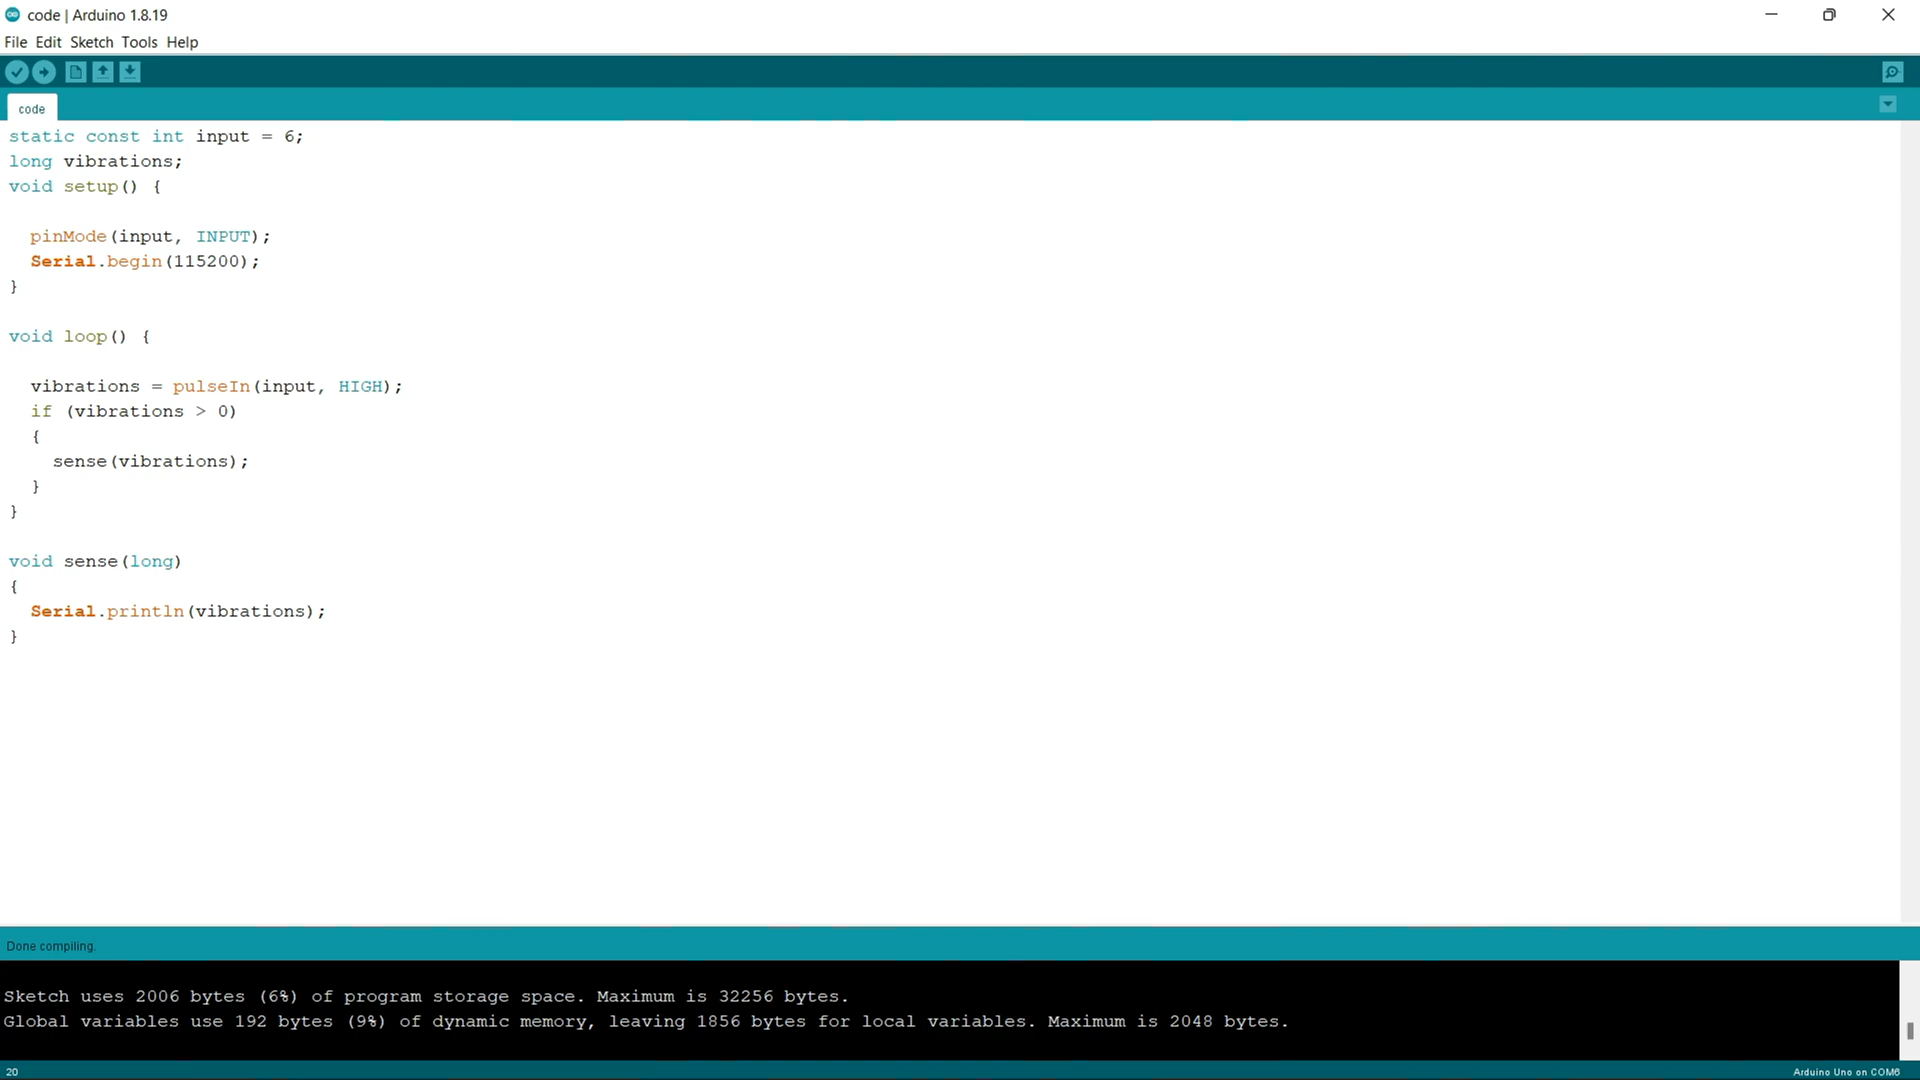 code | Arduino 1.8.19
File Edit Sketch Tools Help
code
static const int input = 6;
long vibrations;
void setup() {
pinMode(input, INPUT);
Serial.begin(115200);
}
void loop() {
vibrations = pulseIn(input, HIGH);
if (vibrations > 0)
{
sense(vibrations);
}
}
void sense(long)
{
Serial.println(vibrations);
}
Done compiling.
Sketch uses 2006 bytes (6%) of program storage space. Maximum is 32256 bytes.
Global variables use 192 bytes (9%) of dynamic memory, leaving 1856 bytes for local variables. Maximum is 2048 bytes.
20
Arduino Uno on COM6